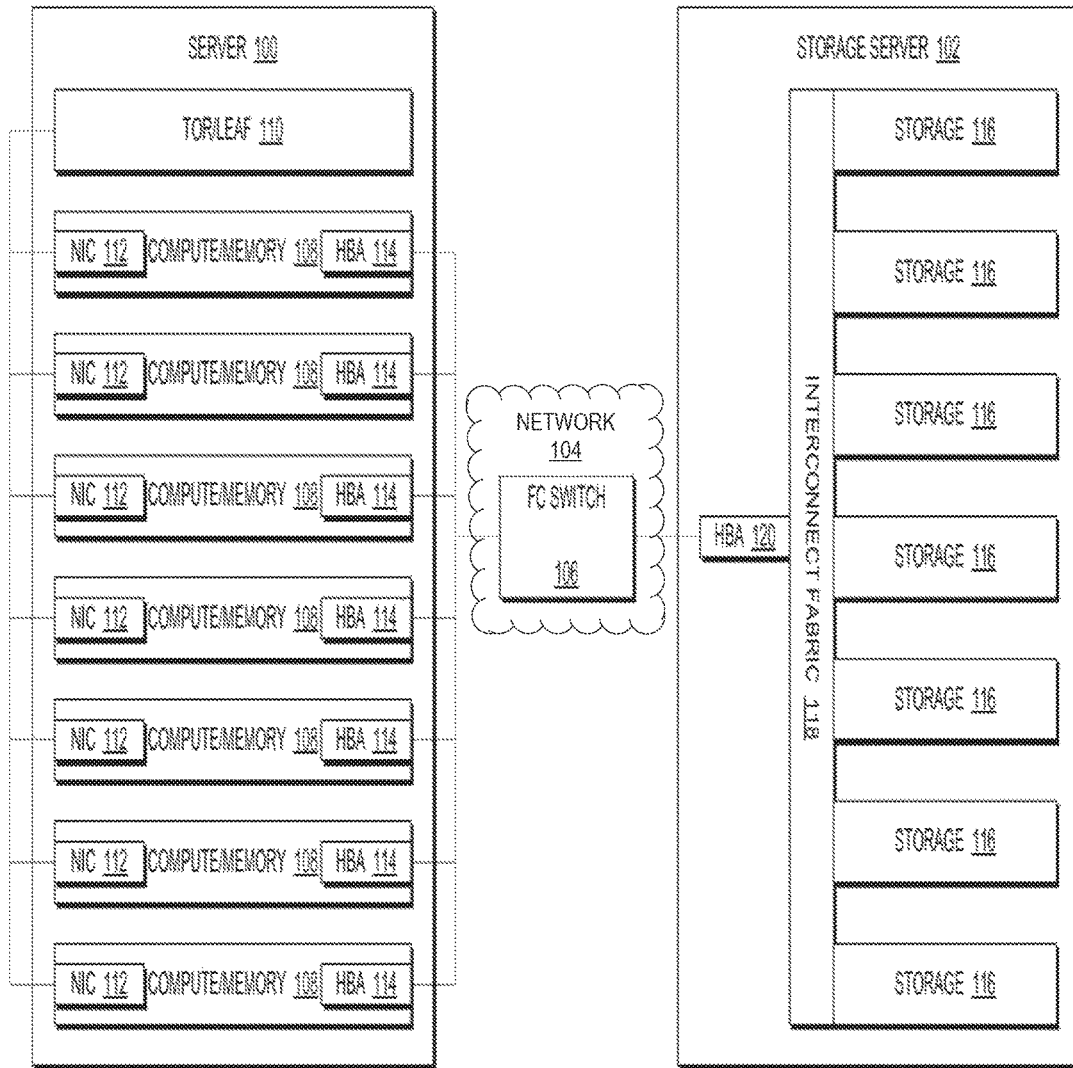 SERVER 100
TOR/LEAF 110
NIC 112 COMPUTE/MEMORY 108 HBA 114
NIC 112 COMPUTE/MEMORY 108 HBA 114
NIC 112 COMPUTE/MEMORY 108 HBA 114
NIC 112 COMPUTE/MEMORY 108 HBA 114
NIC 112 COMPUTE/MEMORY 108 HBA 114
NIC 112 COMPUTE/MEMORY 108 HBA 114
NIC 112 COMPUTE/MEMORY 108 HBA 114
NETWORK
104
FC SWITCH
106
STORAGE SERVER 102
HBA 120
INTERCONNECT FABRIC 118
STORAGE 116
STORAGE 116
STORAGE 116
STORAGE 116
STORAGE 116
STORAGE 116
STORAGE 116